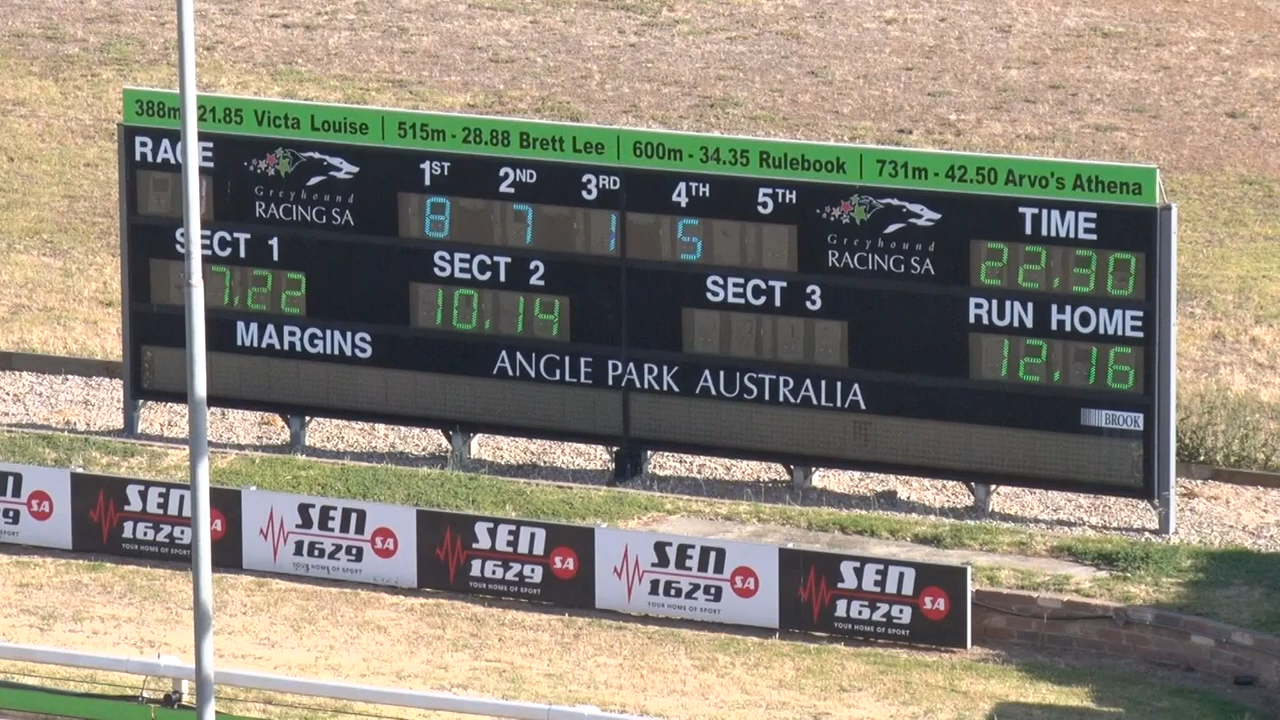 388m 21.85 Victa Louise | 515m - 28.88 Brett Lee | 600m - 34.35 Rulebook | 731m - 42.50 Arvo's Athena
RACE
Greyhound
RACING SA
1ST 2ND 3RD 4TH 5TH
8 7 1 5
Greyhound
RACING SA
TIME
22.30
SECT 1
7.22
SECT 2
10.14
SECT 3
RUN HOME
12.16
MARGINS
ANGLE PARK AUSTRALIA
BROOK
SA
SEN
1629
SA
YOUR HOME OF SPORT
SEN
1629
SA
YOUR HOME OF SPORT
SEN
1629
SA
YOUR HOME OF SPORT
SEN
1629
SA
YOUR HOME OF SPORT
SEN
1629
SA
YOUR HOME OF SPORT